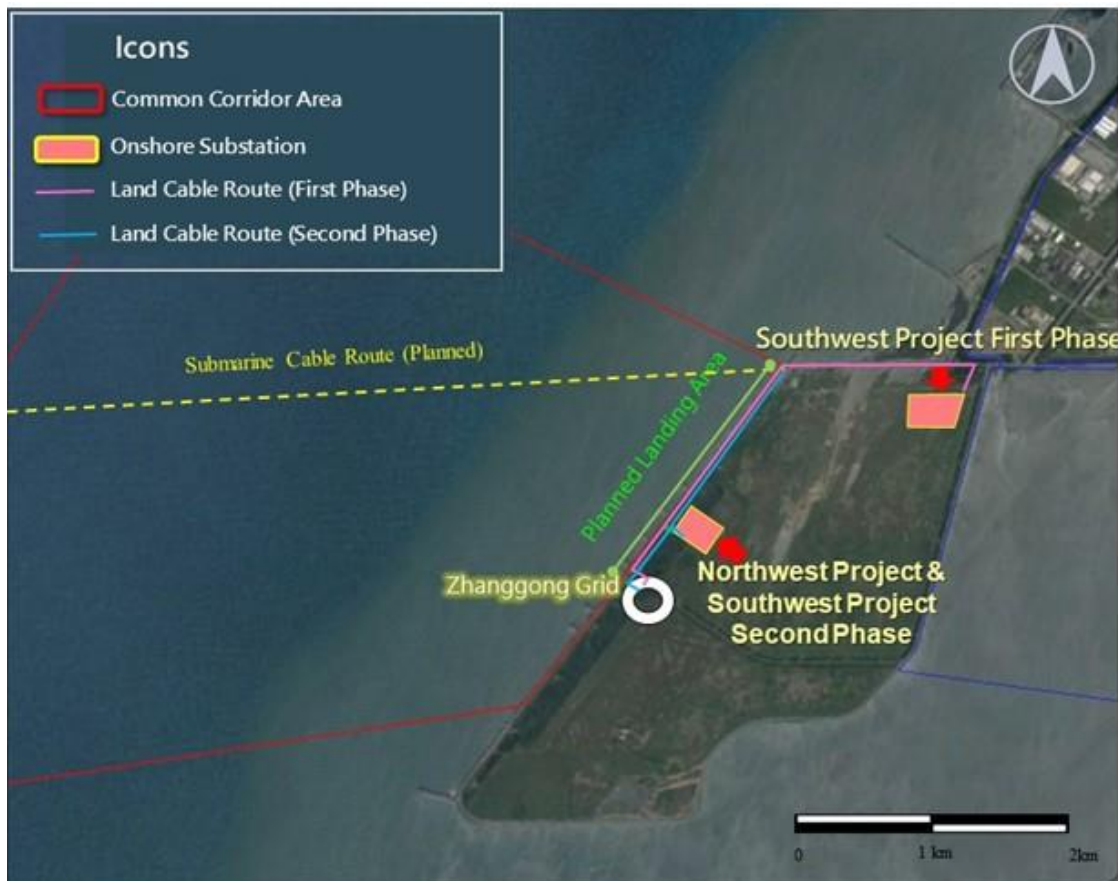 Icons
Common Corridor Area
Onshore Substation
Land Cable Route (First Phase)
Land Cable Route (Second Phase)
Southwest Project First Phase
Submarine Cable Route (Planned)
Planned Landing Area
Zhanggong Grid
Northwest Project &
Southwest Project
Second Phase
0 1 km 2km